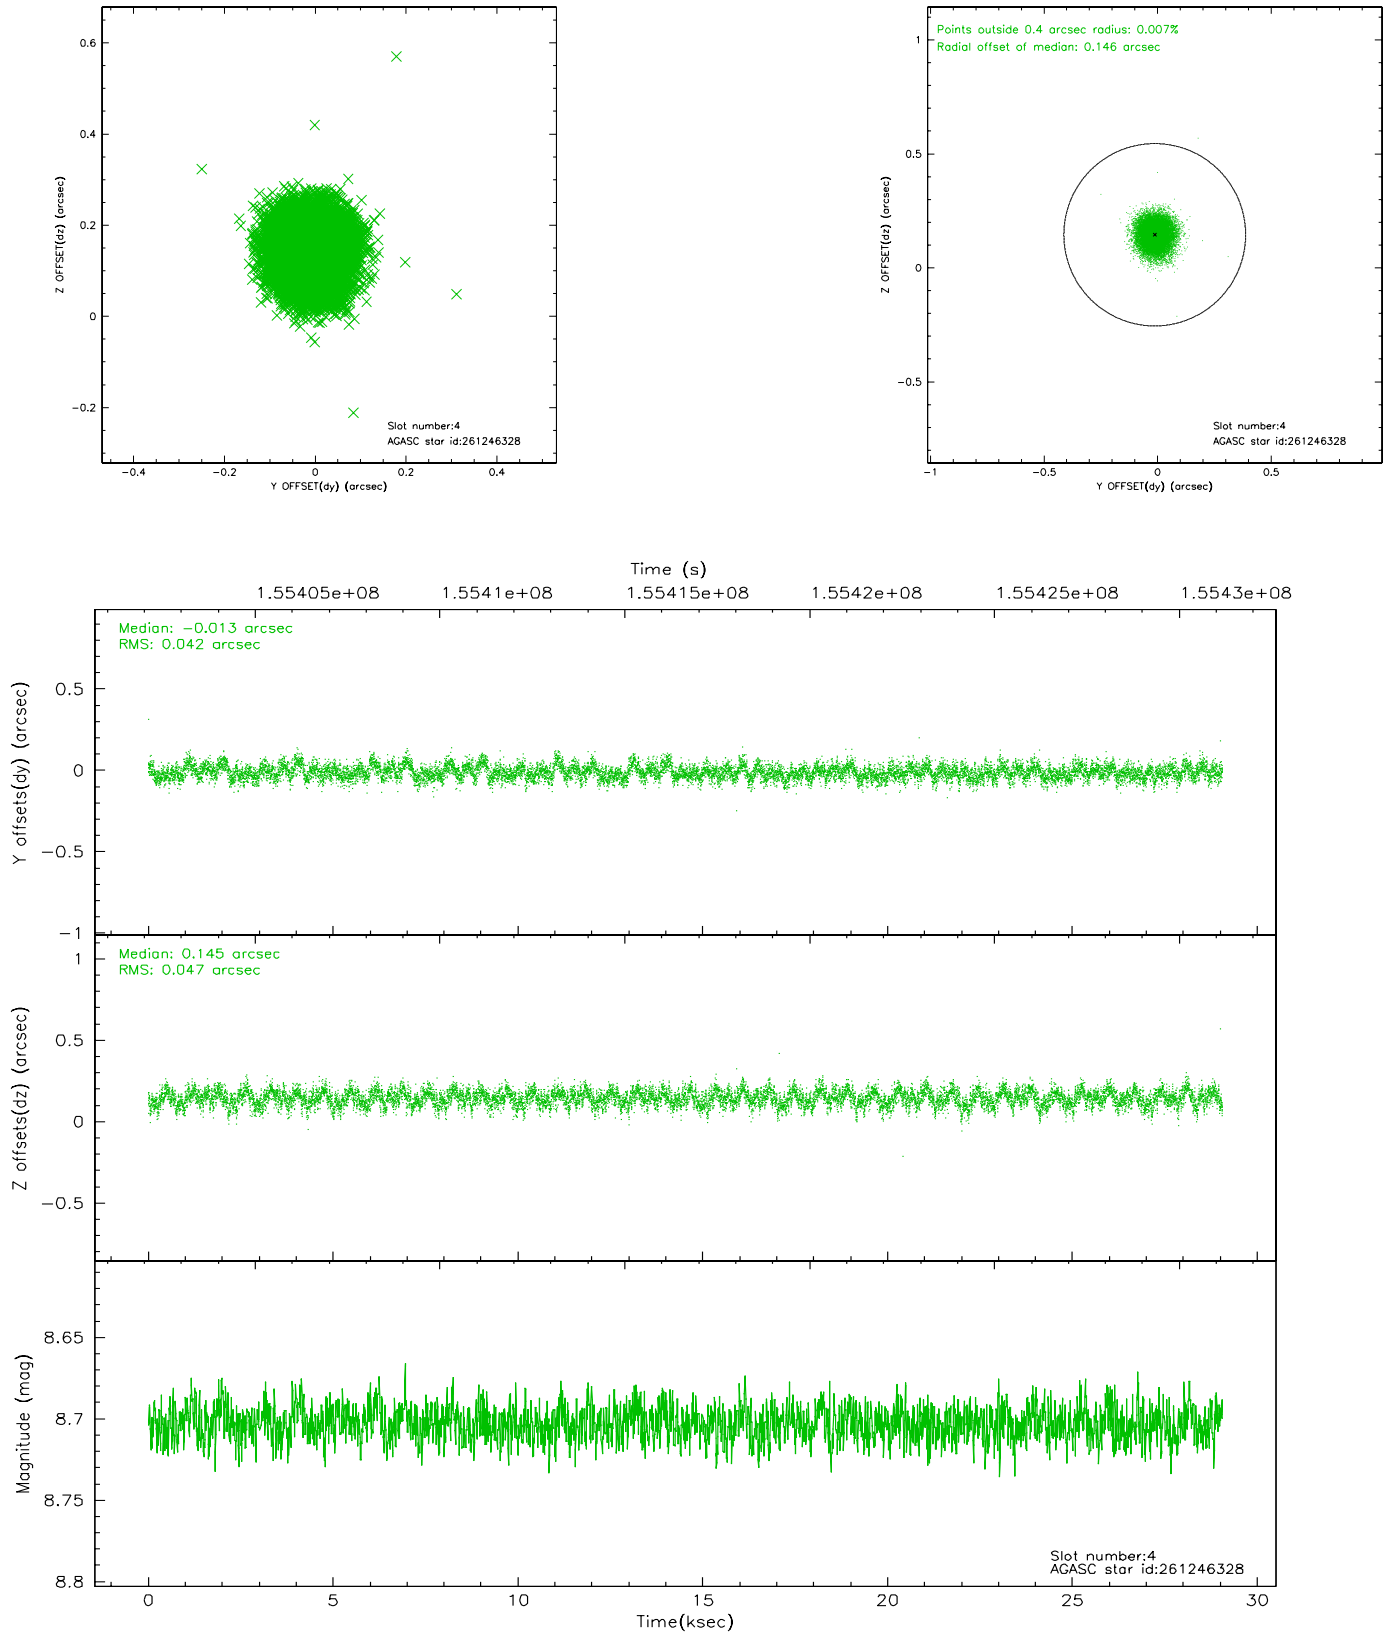 0.6
0.4
0.2
0
−0.2
Z OFFSET(dz) (arcsec)
Slot number:4
AGASC star id:261246328
−0.4 −0.2 0 0.2 0.4
Y OFFSET(dy) (arcsec)
Points outside 0.4 arcsec radius: 0.007%
Radial offset of median: 0.146 arcsec
1
0.5
0
−0.5
Z OFFSET(dz) (arcsec)
Slot number:4
AGASC star id:261246328
−1 −0.5 0 0.5
Y OFFSET(dy) (arcsec)
Time (s)
1.55405e+08 1.5541e+08 1.55415e+08 1.5542e+08 1.55425e+08 1.5543e+08
Median: −0.013 arcsec
RMS: 0.042 arcsec
0.5
0
−0.5
−1
Y offsets(dy) (arcsec)
Median: 0.145 arcsec
RMS: 0.047 arcsec
1
0.5
0
−0.5
Z offsets(dz) (arcsec)
8.65
8.7
8.75
8.8
Magnitude (mag)
Slot number:4
AGASC star id:261246328
0 5 10 15 20 25 30
Time(ksec)